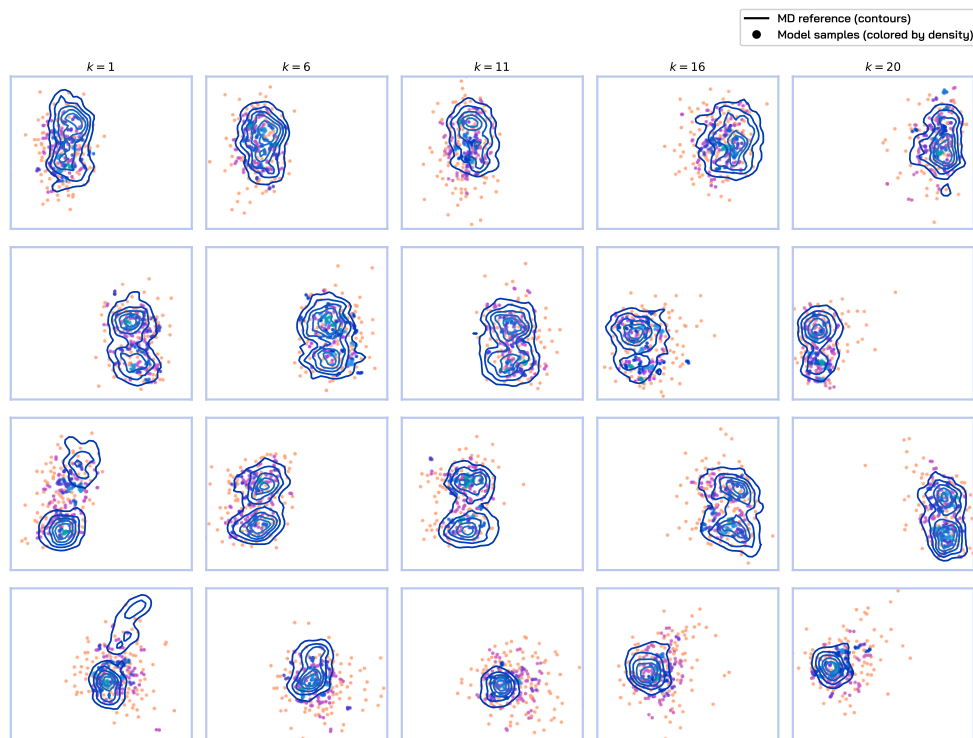 MD reference (contours)
Model samples (colored by density)
k = 1
k = 6
k = 11
k = 16
k = 20